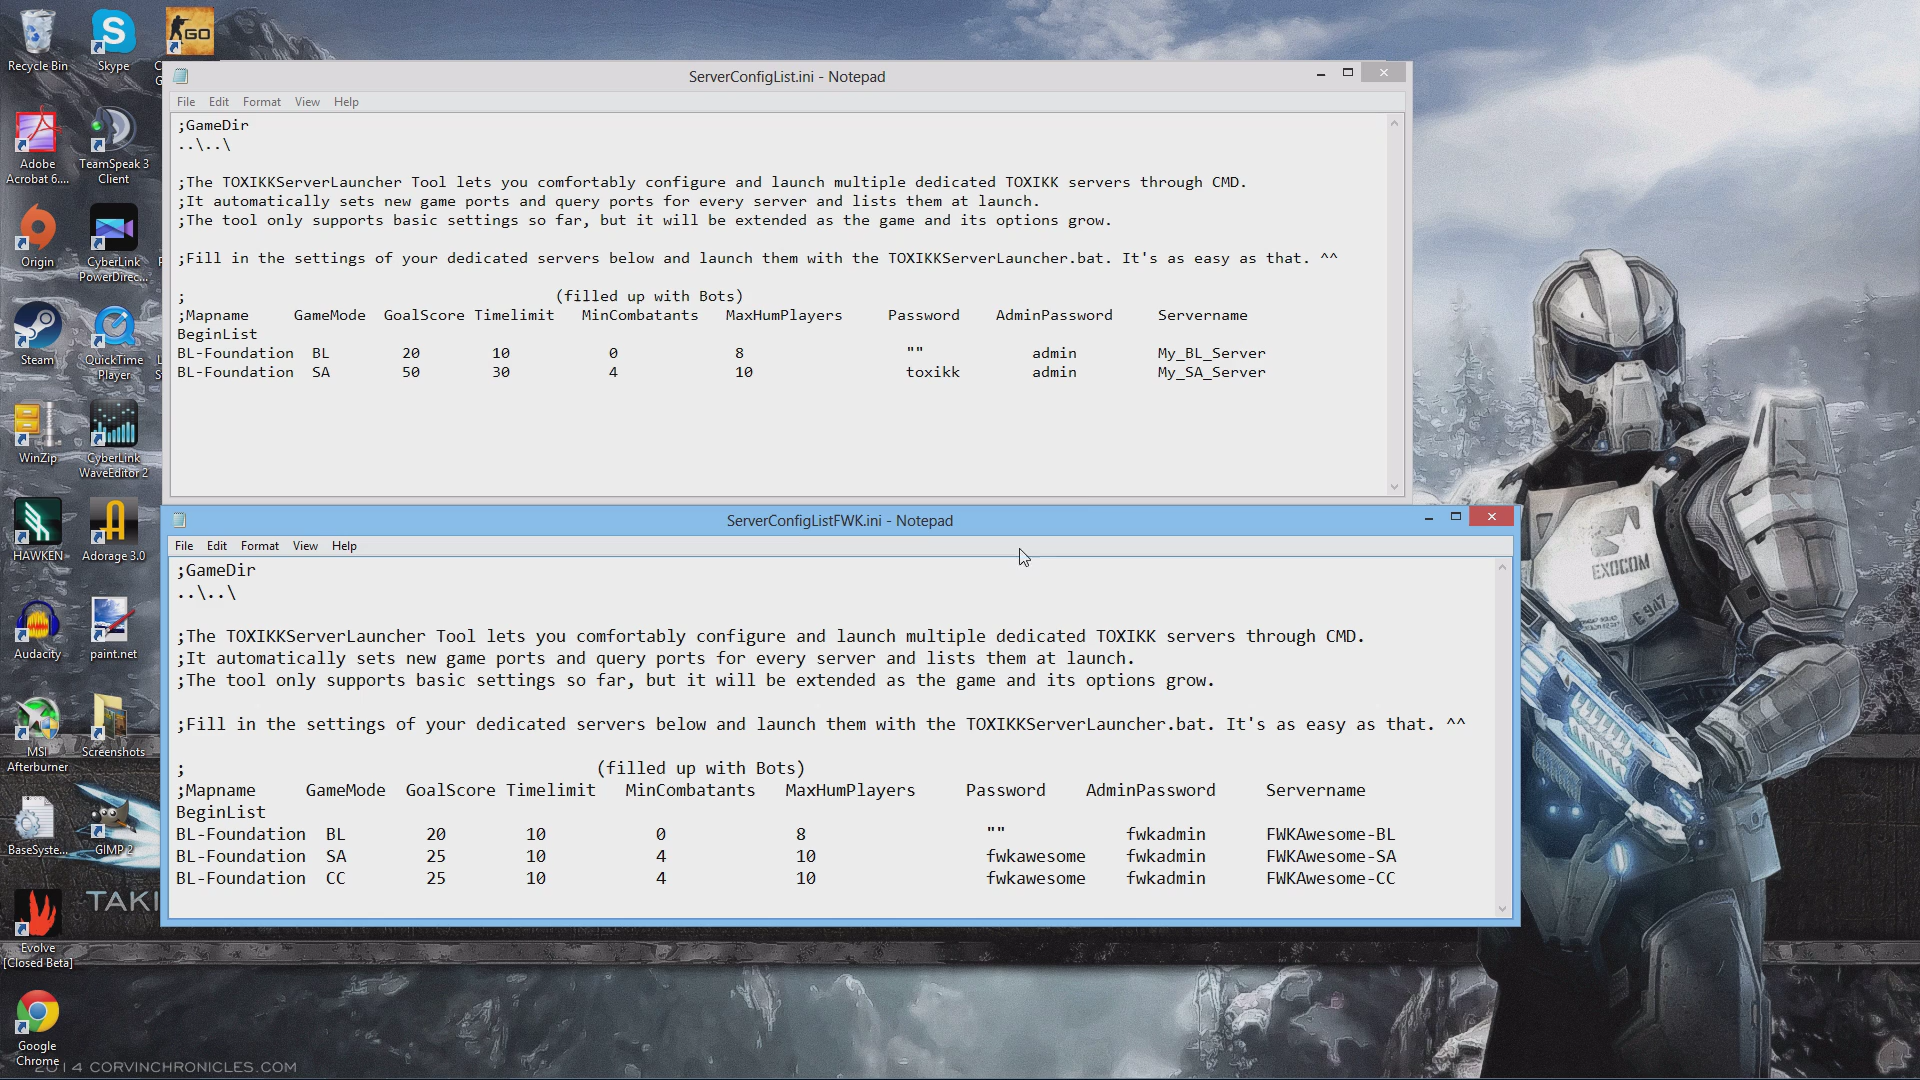 Recycle Bin
Skype
GO
Adobe
Acrobat 6....
TeamSpeak 3
Client
Origin
CyberLink
PowerDirec...
Steam
QuickTime
Player
WinZip
CyberLink
WaveEditor 2
HAWKEN
Adorage 3.0
Audacity
paint.net
MSI
Afterburner
Screenshots
BaseSyste...
GIMP 2
Evolve
[Closed Beta]
Google
Chrome
ServerConfigList.ini - Notepad
File Edit Format View Help
;GameDir
..\..\
;The TOXIKKServerLauncher Tool lets you comfortably configure and launch multiple dedicated TOXIKK servers through CMD.
;It automatically sets new game ports and query ports for every server and lists them at launch.
;The tool only supports basic settings so far, but it will be extended as the game and its options grow.
;Fill in the settings of your dedicated servers below and launch them with the TOXIKKServerLauncher.bat. It's as easy as that. ^^
; (filled up with Bots)
;Mapname GameMode GoalScore Timelimit MinCombatants MaxHumPlayers Password AdminPassword Servername
BeginList
BL-Foundation BL 20 10 0 8 "" admin My_BL_Server
BL-Foundation SA 50 30 4 10 toxikk admin My_SA_Server
ServerConfigListFWK.ini - Notepad
File Edit Format View Help
;GameDir
..\..\
;The TOXIKKServerLauncher Tool lets you comfortably configure and launch multiple dedicated TOXIKK servers through CMD.
;It automatically sets new game ports and query ports for every server and lists them at launch.
;The tool only supports basic settings so far, but it will be extended as the game and its options grow.
;Fill in the settings of your dedicated servers below and launch them with the TOXIKKServerLauncher.bat. It's as easy as that. ^^
; (filled up with Bots)
;Mapname GameMode GoalScore Timelimit MinCombatants MaxHumPlayers Password AdminPassword Servername
BeginList
BL-Foundation BL 20 10 0 8 "" fwkadmin FWKAwesome-BL
BL-Foundation SA 25 10 4 10 fwkawesome fwkadmin FWKAwesome-SA
BL-Foundation CC 25 10 4 10 fwkawesome fwkadmin FWKAwesome-CC
EXOCOM
E 947
TAKI
2014 CORVINCHRONICLES.COM